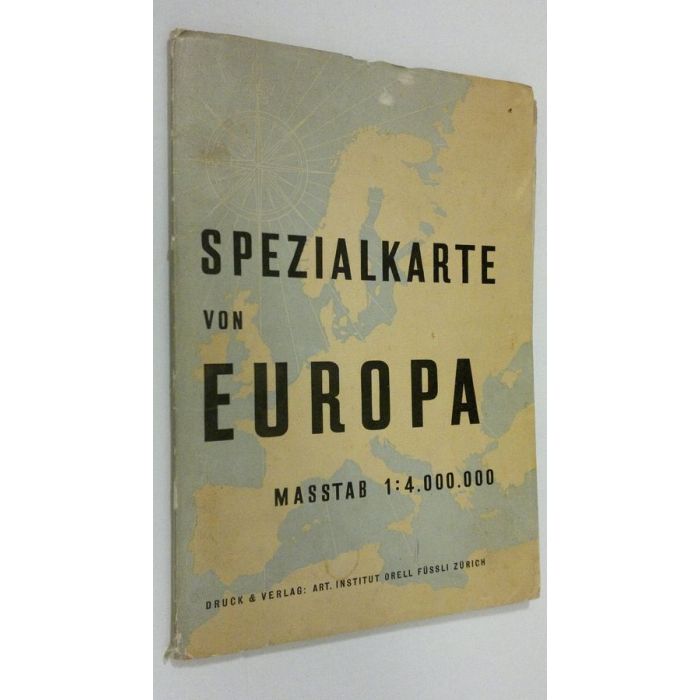 SPEZIALKARTE
VON
EUROPA
MASSTAB 1:4.000.000
DRUCK & VERLAG: ART. INSTITUT ORELL FÜSSLI ZÜRICH